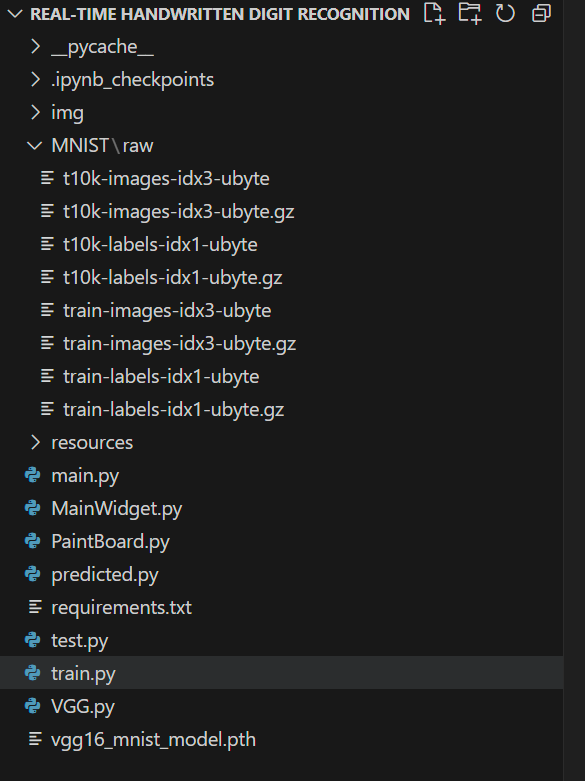 REAL-TIME HANDWRITTEN DIGIT RECOGNITION
__pycache__
.ipynb_checkpoints
img
MNIST\raw
t10k-images-idx3-ubyte
t10k-images-idx3-ubyte.gz
t10k-labels-idx1-ubyte
t10k-labels-idx1-ubyte.gz
train-images-idx3-ubyte
train-images-idx3-ubyte.gz
train-labels-idx1-ubyte
train-labels-idx1-ubyte.gz
resources
main.py
MainWidget.py
PaintBoard.py
predicted.py
requirements.txt
test.py
train.py
VGG.py
vgg16_mnist_model.pth